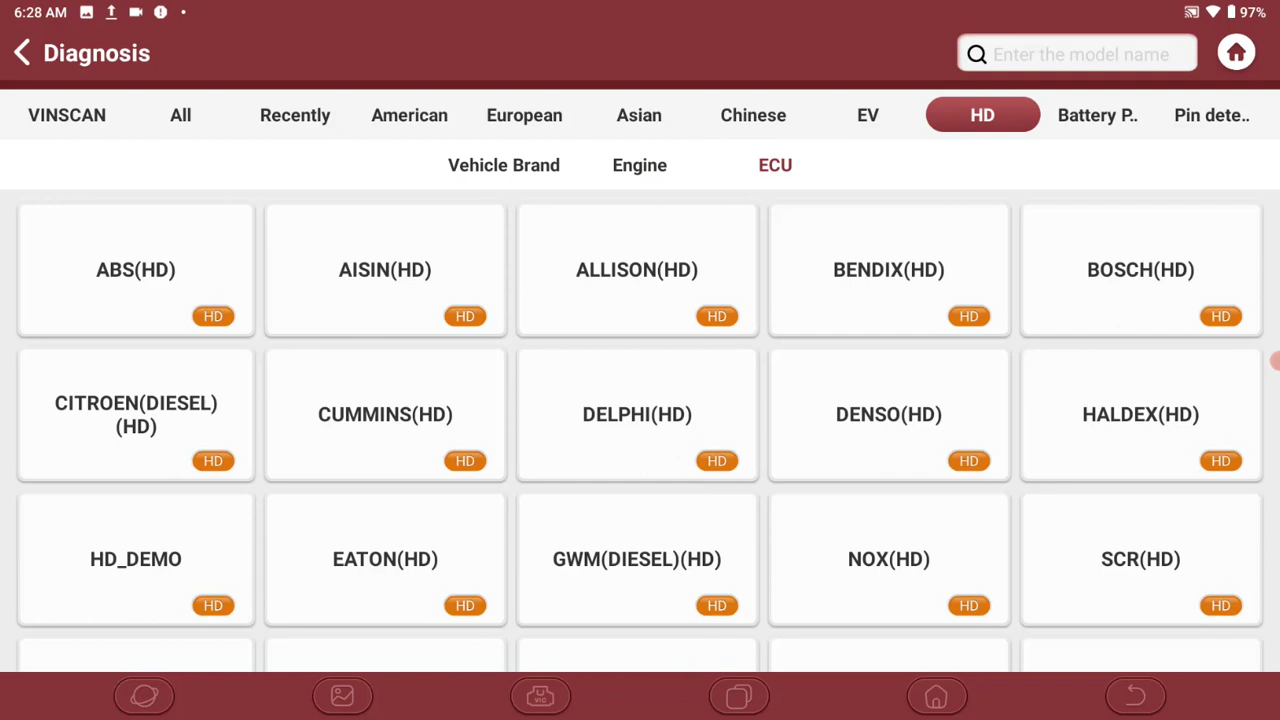 6:28 AM 97%
Diagnosis Enter the model name
VINSCAN All Recently American European Asian Chinese EV HD Battery P.. Pin dete..
Vehicle Brand Engine ECU
ABS(HD) AISIN(HD) ALLISON(HD) BENDIX(HD) BOSCH(HD)
HD HD HD HD HD
CITROEN(DIESEL)
(HD) CUMMINS(HD) DELPHI(HD) DENSO(HD) HALDEX(HD)
HD HD HD HD HD
HD_DEMO EATON(HD) GWM(DIESEL)(HD) NOX(HD) SCR(HD)
HD HD HD HD HD
VIC